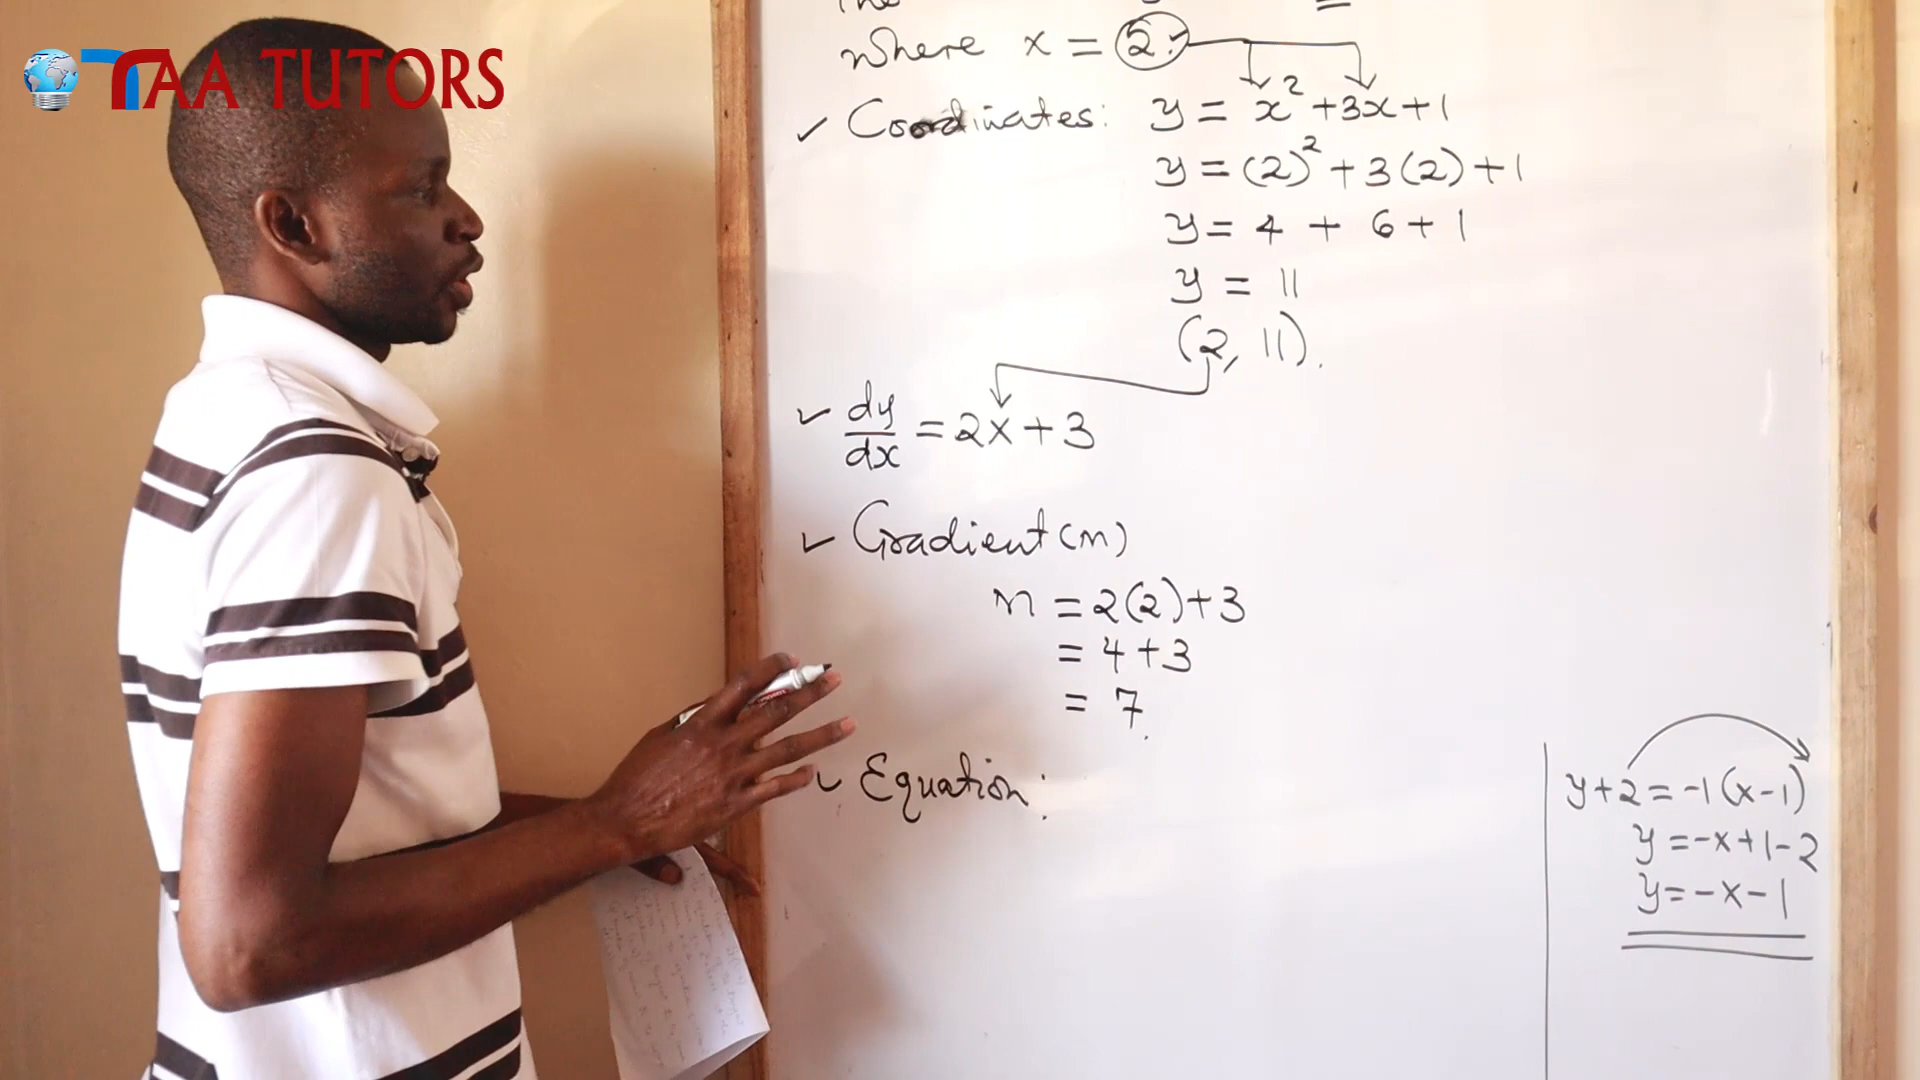 TAA TUTORS
where x = 2.
✓ Coordinates: y = x² + 3x + 1
y = (2)² + 3(2) + 1
y = 4 + 6 + 1
y = 11
(2, 11).
✓ dy/dx = 2x + 3
✓ Gradient (m)
m = 2(2) + 3
= 4 + 3
= 7.
✓ Equation:
y + 2 = -1(x - 1)
y = -x + 1 - 2
y = -x - 1